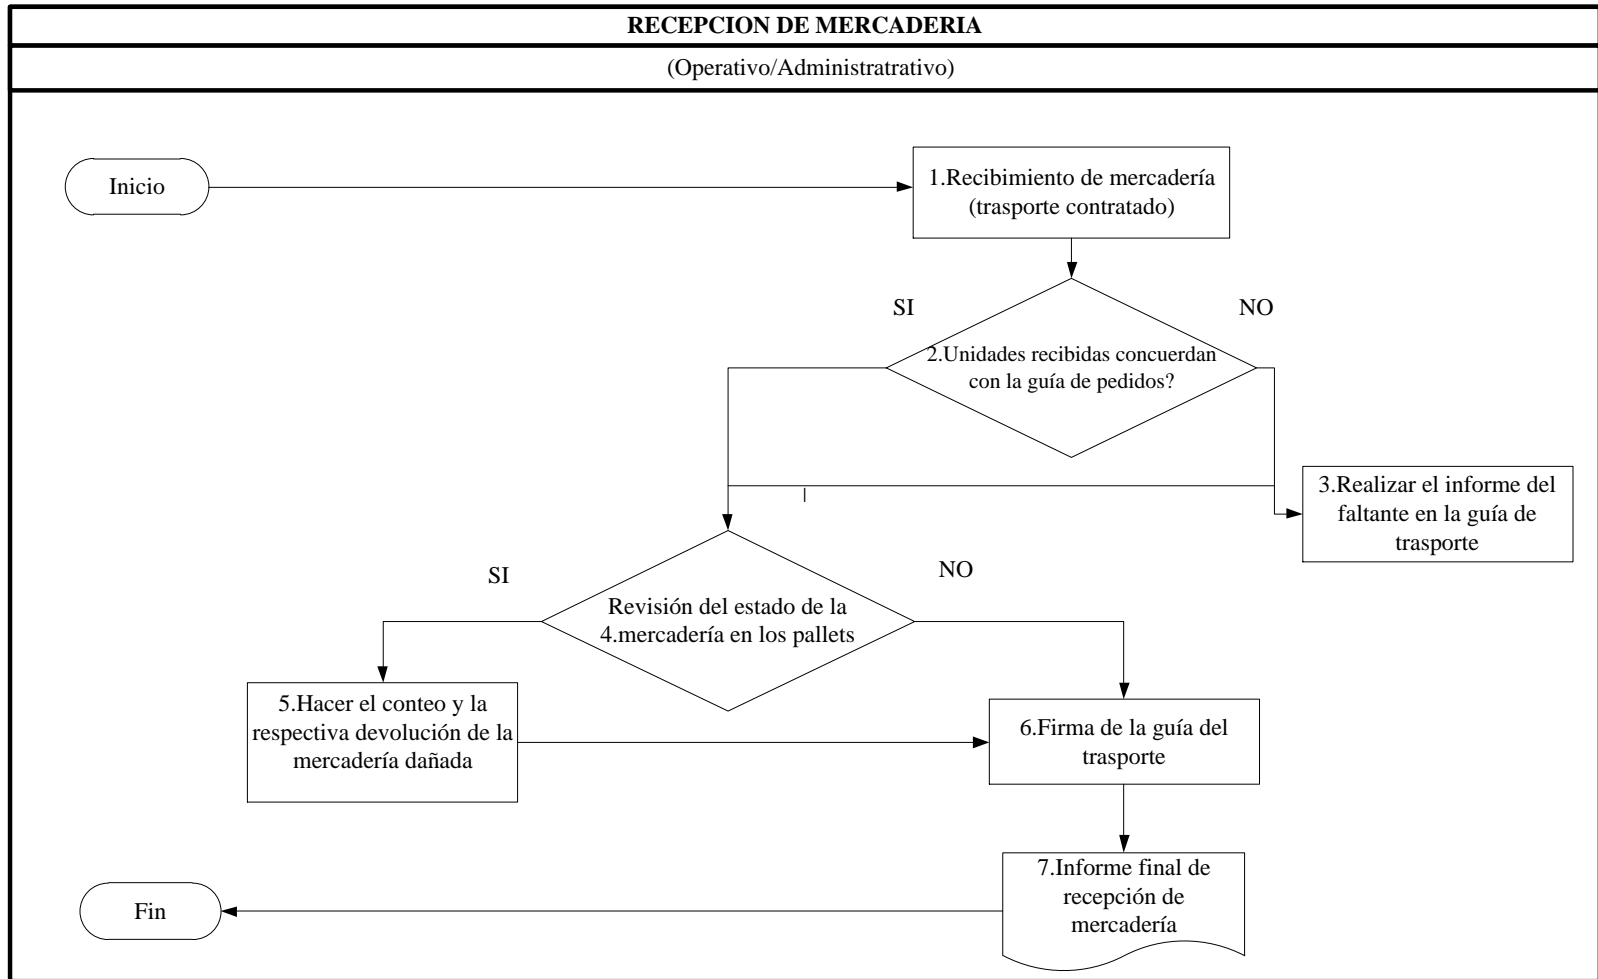 RECEPCION DE MERCADERIA
(Operativo/Administratrativo)
Inicio
1.Recibimiento de mercadería
(trasporte contratado)
SI
NO
2.Unidades recibidas concuerdan
con la guía de pedidos?
3.Realizar el informe del
faltante en la guía de
trasporte
SI
NO
Revisión del estado de la
4.mercadería en los pallets
5.Hacer el conteo y la
respectiva devolución de la
mercadería dañada
6.Firma de la guía del
trasporte
7.Informe final de
recepción de
mercadería
Fin